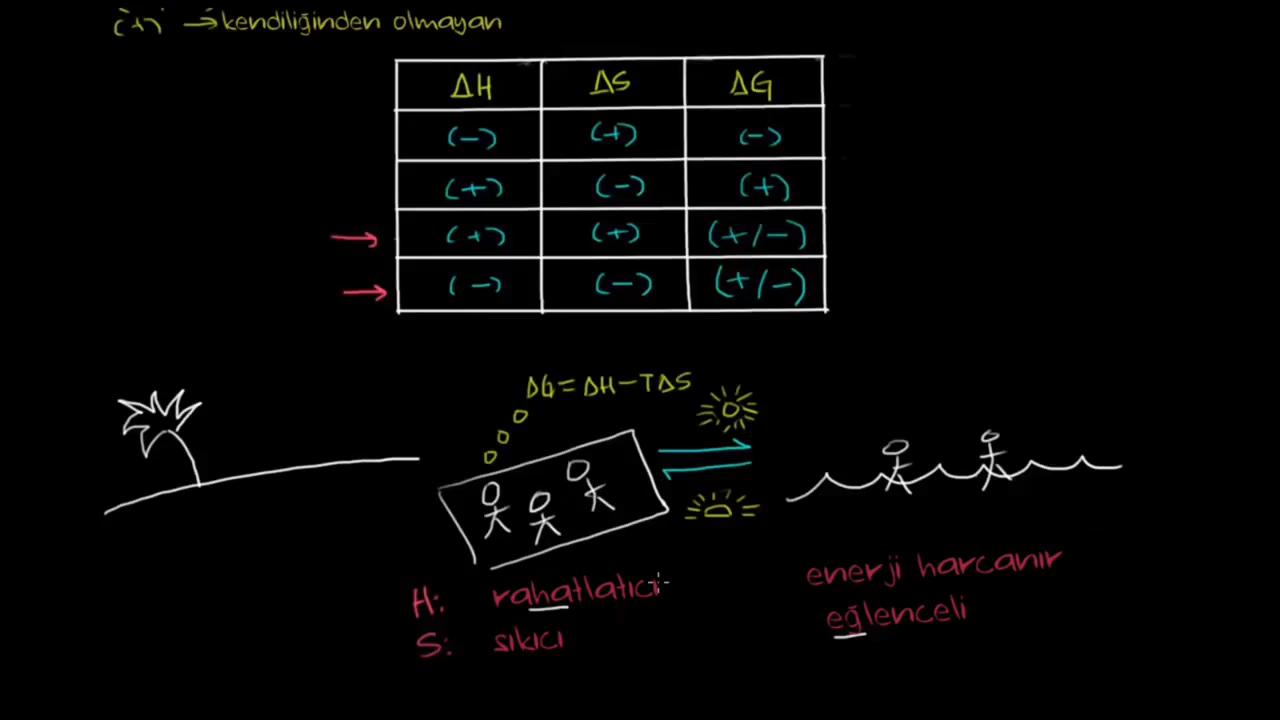 (+) → kendiliğinden olmayan
ΔH ΔS ΔG
(-) (+) (-)
(+) (-) (+)
(+) (+) (+/-)
(-) (-) (+/-)
ΔG=ΔH-TΔS
H: rahatlatıcı enerji harcanır
S: sıkıcı eğlenceli